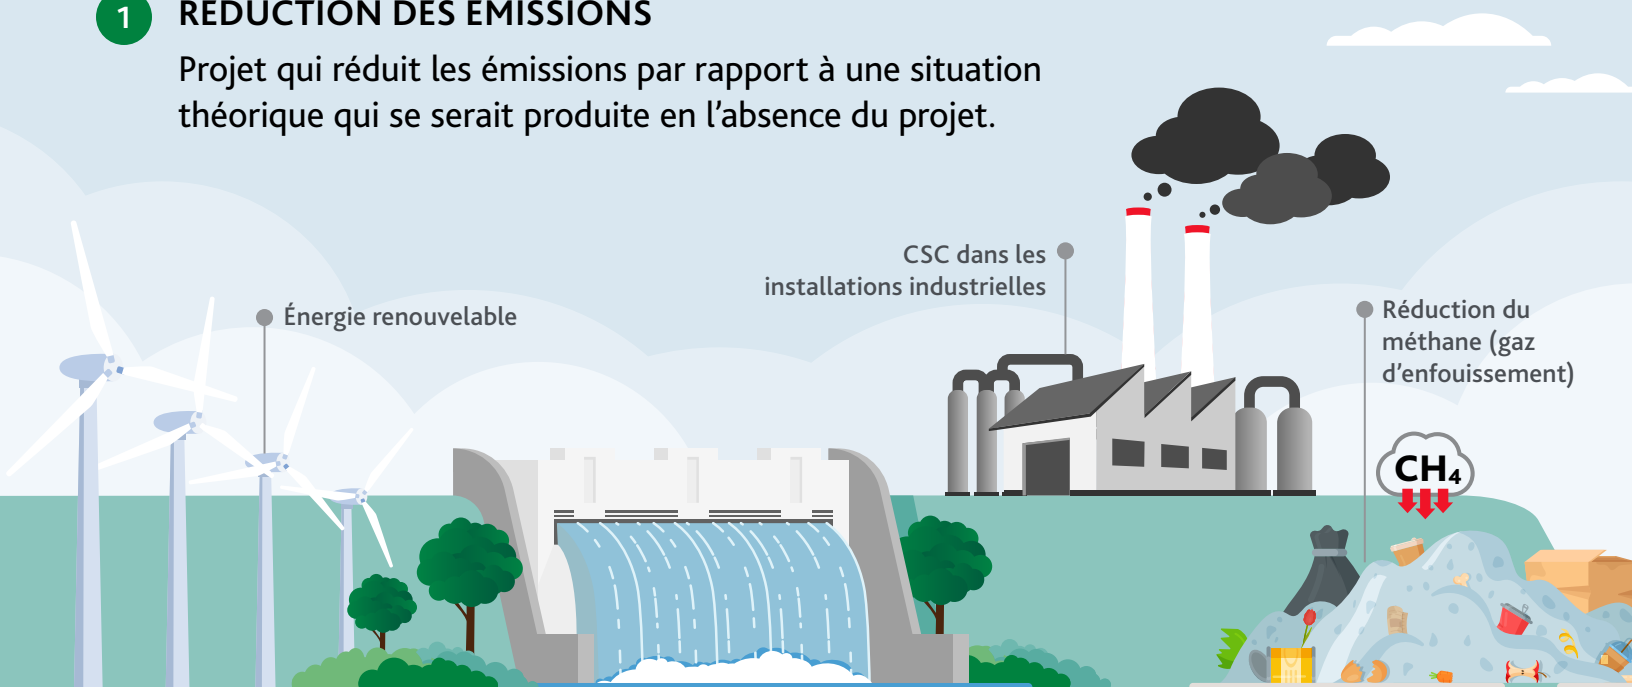 1 RÉDUCTION DES ÉMISSIONS
Projet qui réduit les émissions par rapport à une situation
théorique qui se serait produite en l’absence du projet.
CSC dans les
installations industrielles
Énergie renouvelable
Réduction du
méthane (gaz
d’enfouissement)
CH₄